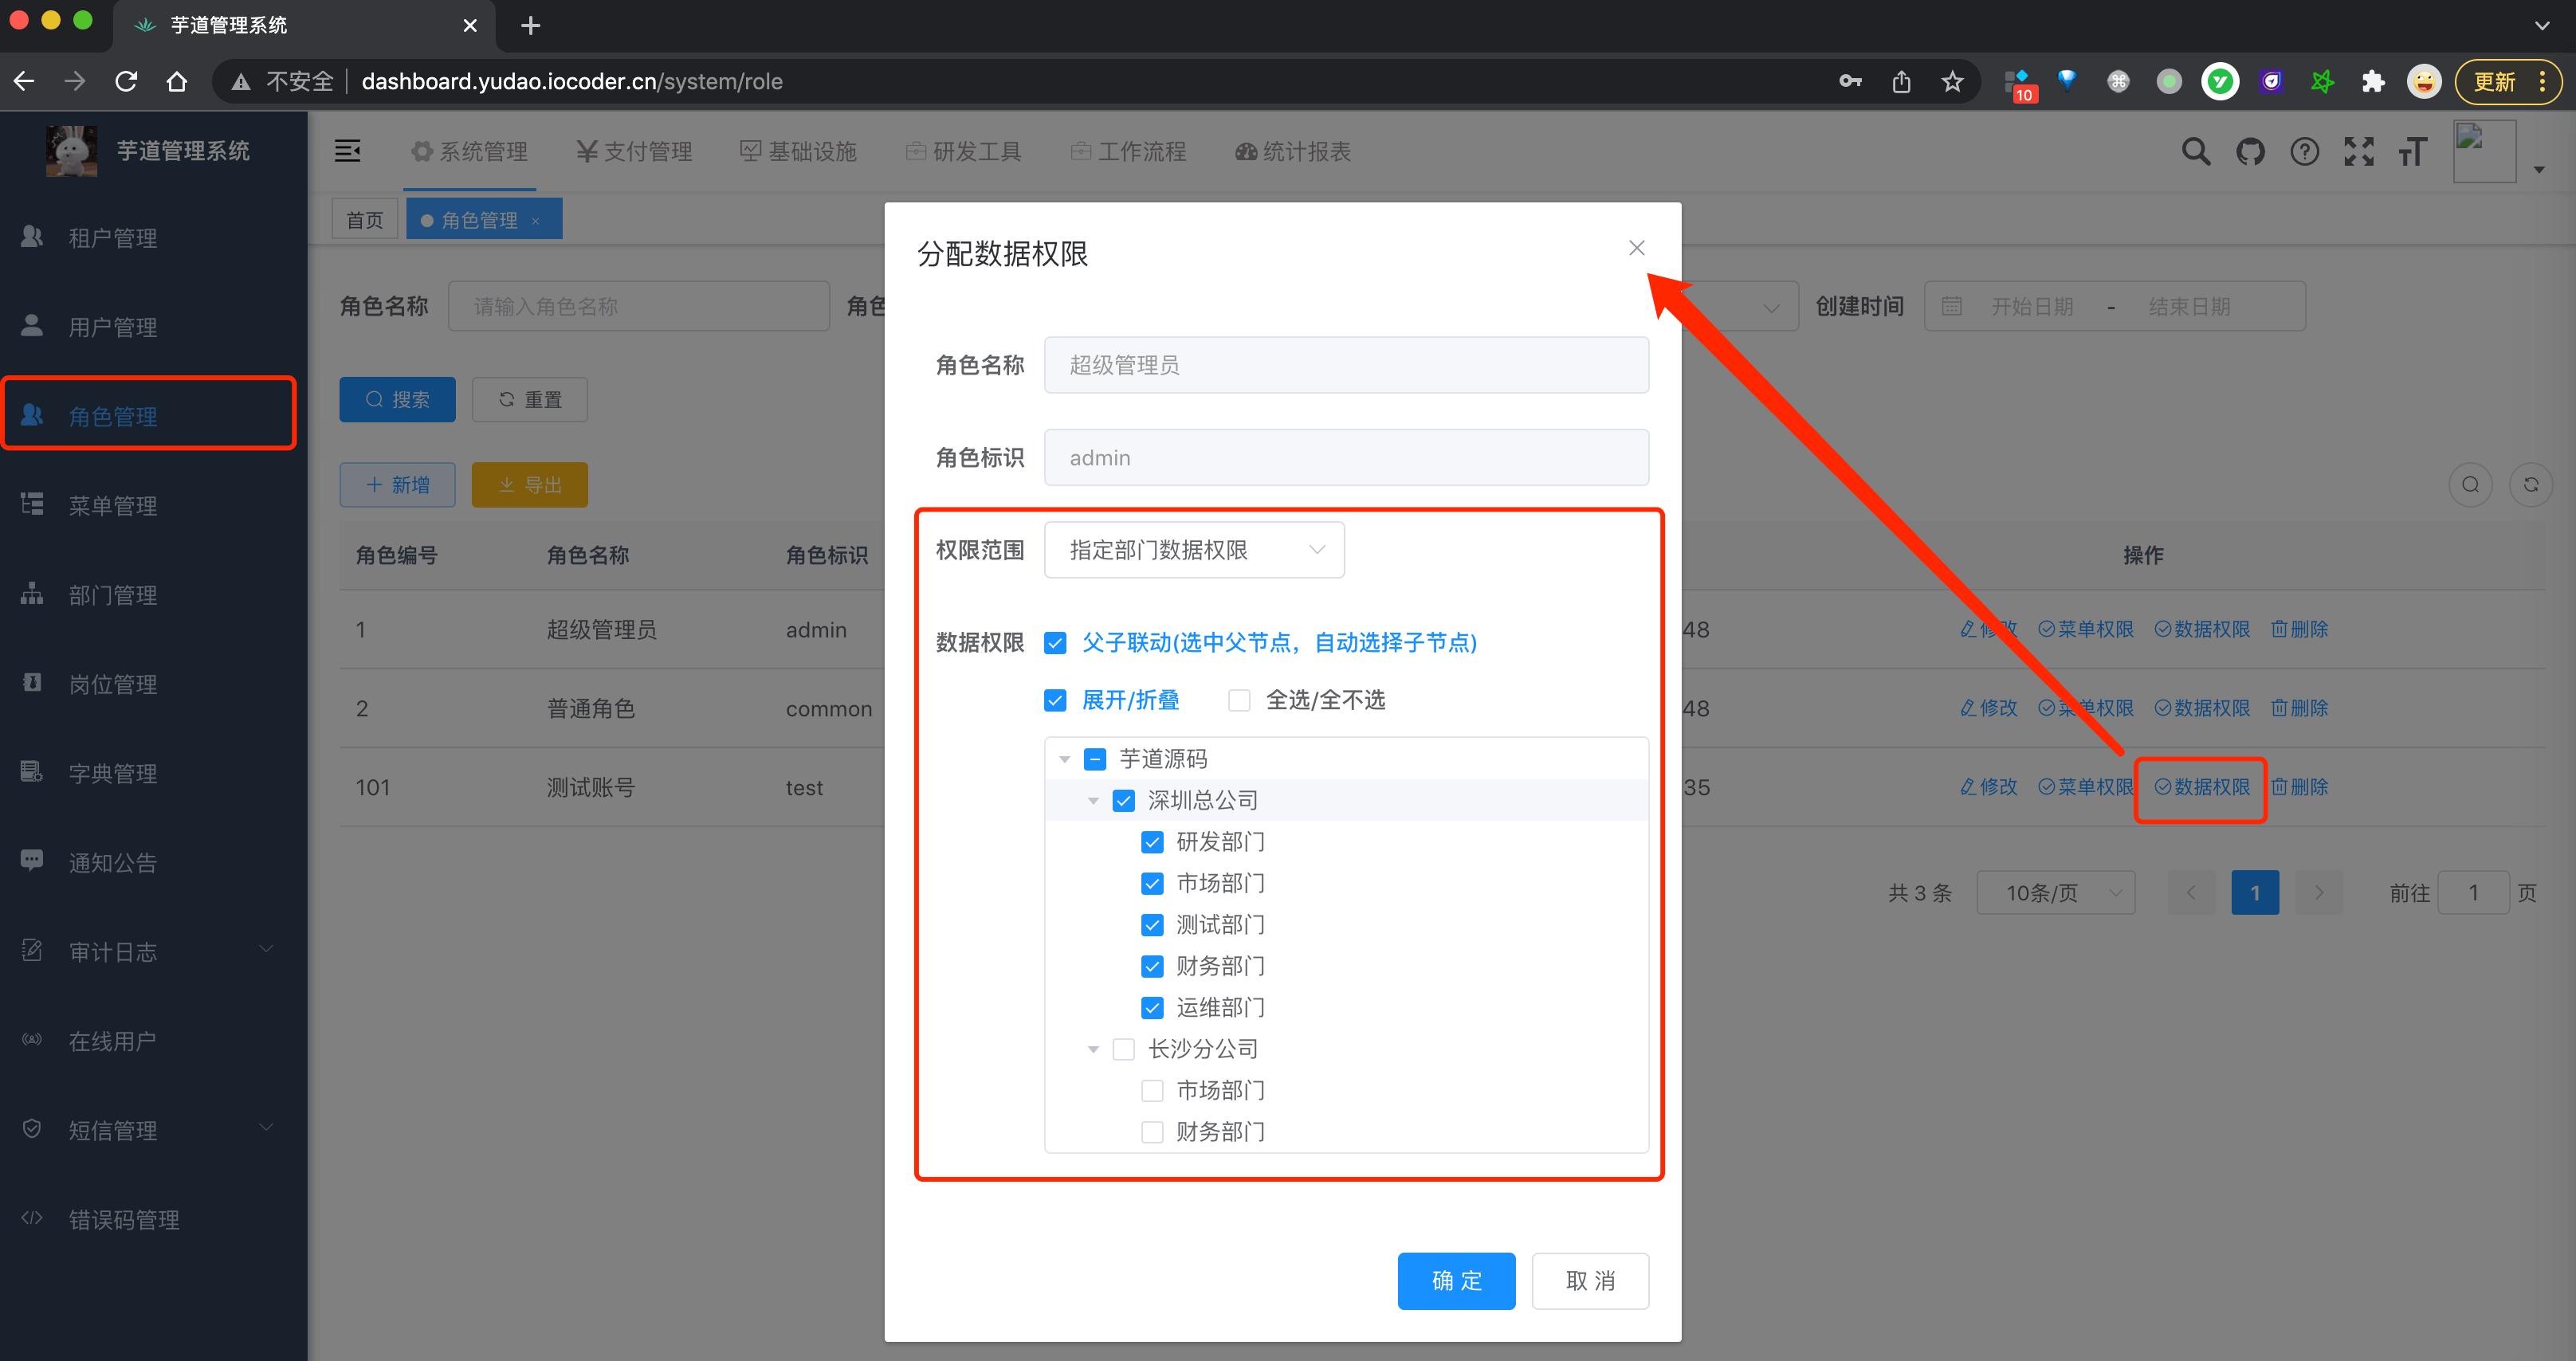 芋道管理系统
不安全 dashboard.yudao.iocoder.cn/system/role
10
更新
芋道管理系统
系统管理 支付管理 基础设施 研发工具 工作流程 统计报表
首页 角色管理
租户管理
用户管理
角色管理
菜单管理
部门管理
岗位管理
字典管理
通知公告
审计日志
在线用户
短信管理
错误码管理
角色名称 请输入角色名称 角色
创建时间 开始日期 - 结束日期
搜索 重置
新增 导出
角色编号 角色名称 角色标识 操作
1 超级管理员 admin 48 修改 菜单权限 数据权限 删除
2 普通角色 common 48 修改 菜单权限 数据权限 删除
101 测试账号 test 35 修改 菜单权限 数据权限 删除
共 3 条 10条/页 1 前往 1 页
分配数据权限
角色名称 超级管理员
角色标识 admin
权限范围 指定部门数据权限
数据权限 父子联动(选中父节点，自动选择子节点)
展开/折叠 全选/全不选
芋道源码
深圳总公司
研发部门
市场部门
测试部门
财务部门
运维部门
长沙分公司
市场部门
财务部门
确 定 取 消